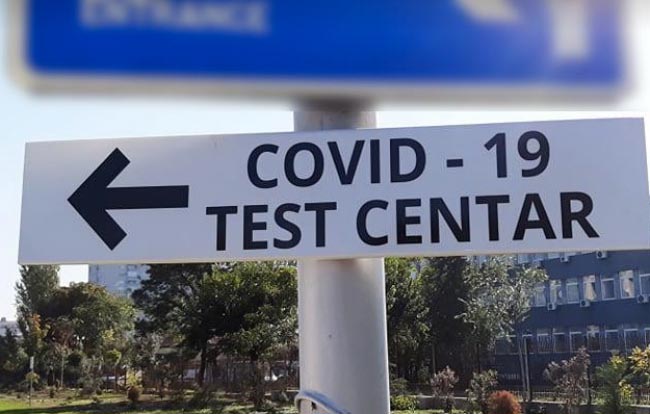 ENTRANCE
COVID - 19
TEST CENTAR